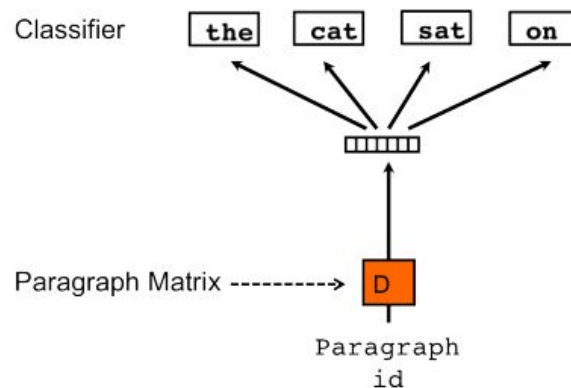 Classifier the cat sat on
Paragraph Matrix D
Paragraph
id